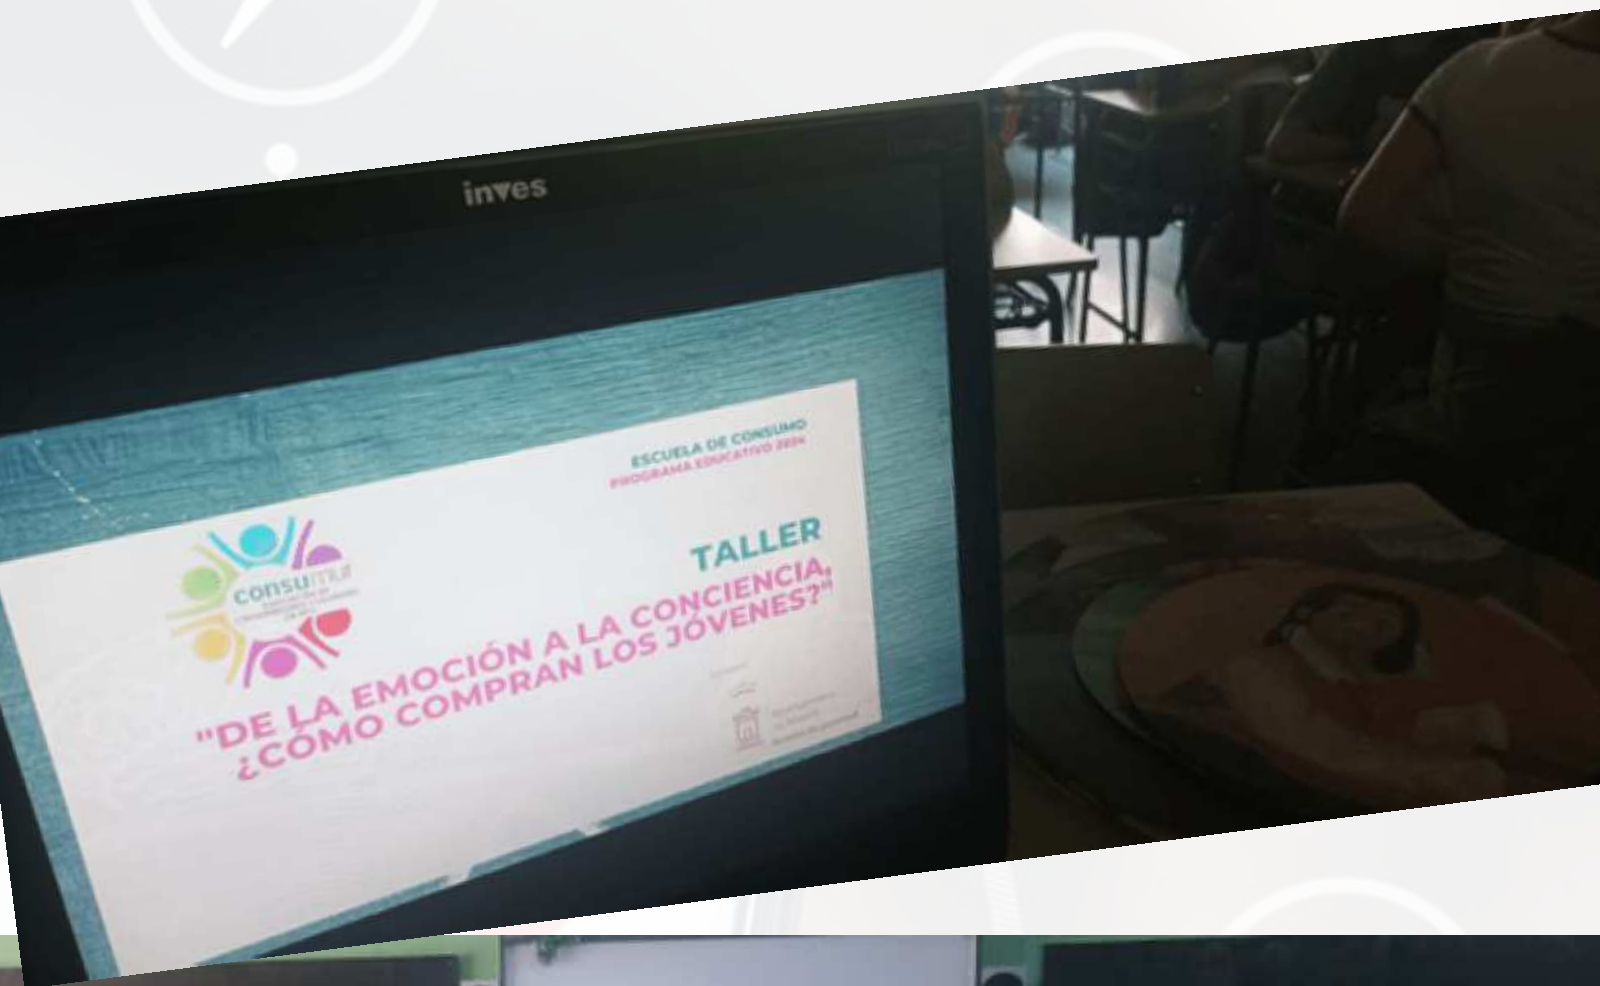 inves
ESCUELA DE CONSUMO
PROGRAMA EDUCATIVO 2024
consumur
TALLER
"DE LA EMOCIÓN A LA CONCIENCIA,
¿CÓMO COMPRAN LOS JÓVENES?"